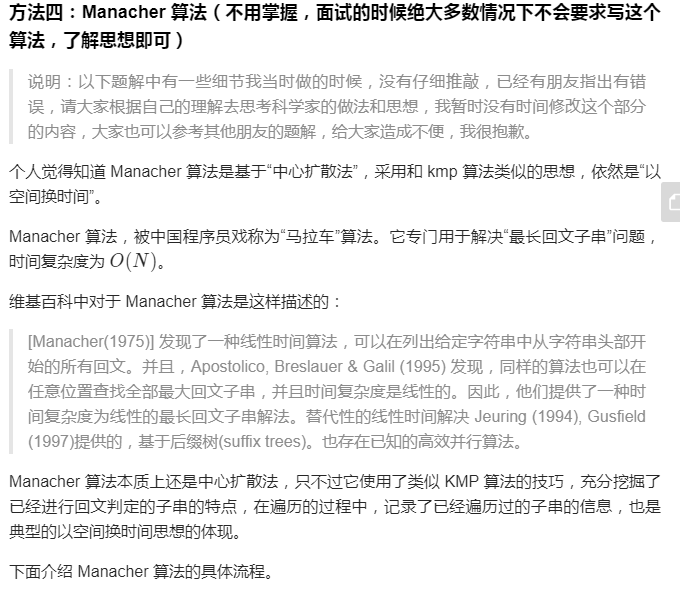 方法四：Manacher 算法（不用掌握，面试的时候绝大多数情况下不会要求写这个
算法，了解思想即可）
说明：以下题解中有一些细节我当时做的时候，没有仔细推敲，已经有朋友指出有错
误，请大家根据自己的理解去思考科学家的做法和思想，我暂时没有时间修改这个部分
的内容，大家也可以参考其他朋友的题解，给大家造成不便，我很抱歉。
个人觉得知道 Manacher 算法是基于“中心扩散法”，采用和 kmp 算法类似的思想，依然是“以
空间换时间”。
Manacher 算法，被中国程序员戏称为“马拉车”算法。它专门用于解决“最长回文子串”问题，
时间复杂度为 O(N)。
维基百科中对于 Manacher 算法是这样描述的：
[Manacher(1975)] 发现了一种线性时间算法，可以在列出给定字符串中从字符串头部开
始的所有回文。并且，Apostolico, Breslauer & Galil (1995) 发现，同样的算法也可以在
任意位置查找全部最大回文子串，并且时间复杂度是线性的。因此，他们提供了一种时
间复杂度为线性的最长回文子串解法。替代性的线性时间解决 Jeuring (1994), Gusfield
(1997)提供的，基于后缀树(suffix trees)。也存在已知的高效并行算法。
Manacher 算法本质上还是中心扩散法，只不过它使用了类似 KMP 算法的技巧，充分挖掘了
已经进行回文判定的子串的特点，在遍历的过程中，记录了已经遍历过的子串的信息，也是
典型的以空间换时间思想的体现。
下面介绍 Manacher 算法的具体流程。